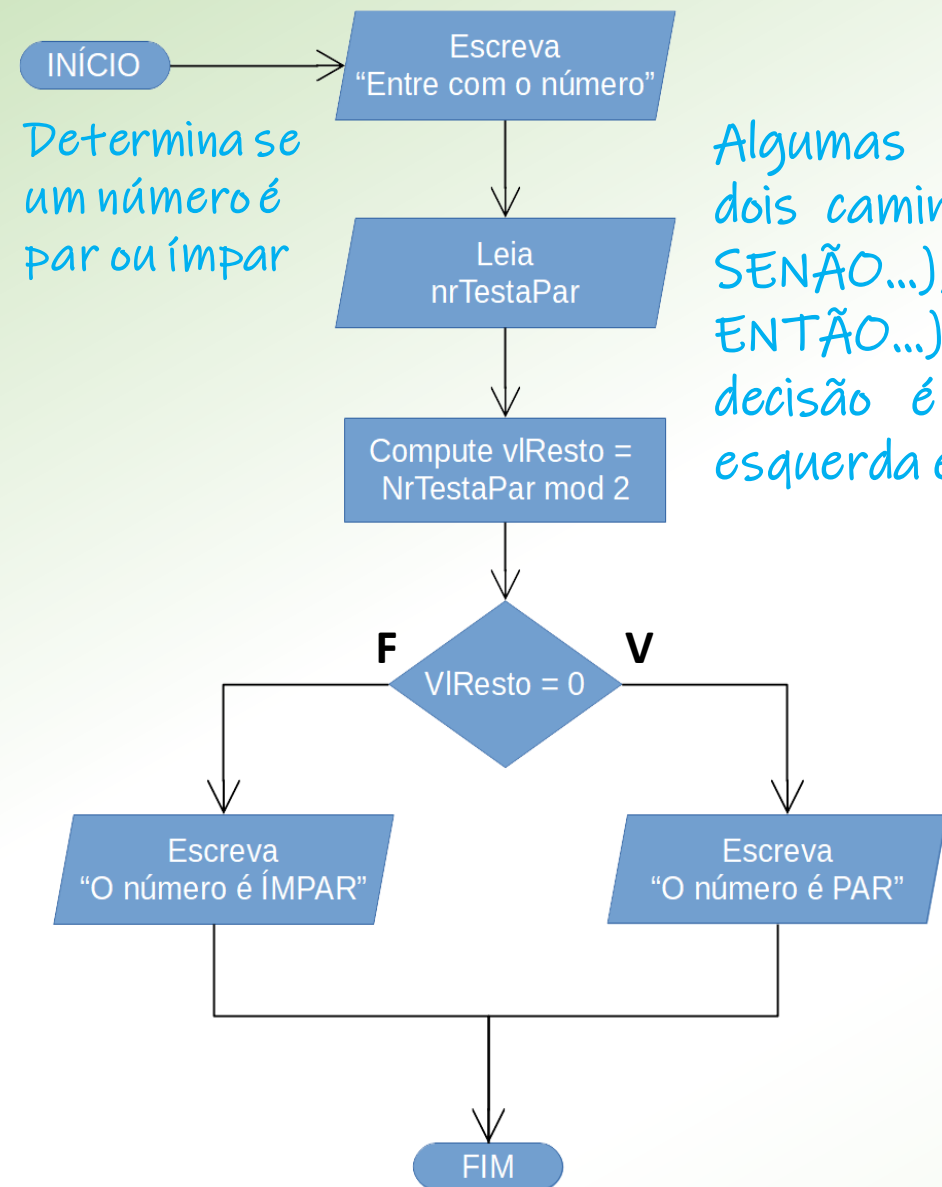 INÍCIO
Escreva
“Entre com o número”
Determina se
um número é
par ou ímpar
Algumas
dois
SENÃO...)
ENTÃO...)
decisão é
esquerda
Leia
nrTestaPar
Compute vlResto =
NrTestaPar mod 2
F
V
VlResto = 0
Escreva
“O número é ÍMPAR”
Escreva
“O número é PAR”
FIM